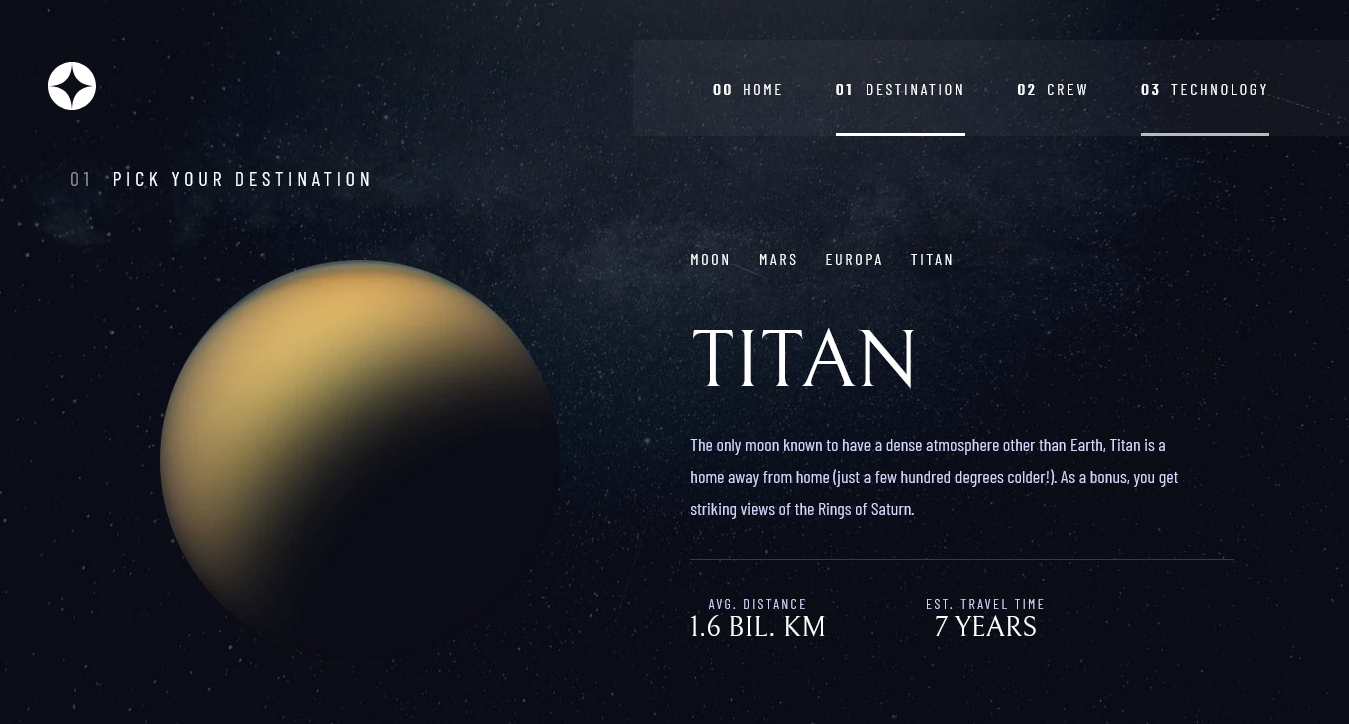 00 HOME 01 DESTINATION 02 CREW 03 TECHNOLOGY
01 PICK YOUR DESTINATION
MOON MARS EUROPA TITAN
TITAN
The only moon known to have a dense atmosphere other than Earth, Titan is a
home away from home (just a few hundred degrees colder!). As a bonus, you get
striking views of the Rings of Saturn.
AVG. DISTANCE EST. TRAVEL TIME
1.6 BIL. KM 7 YEARS